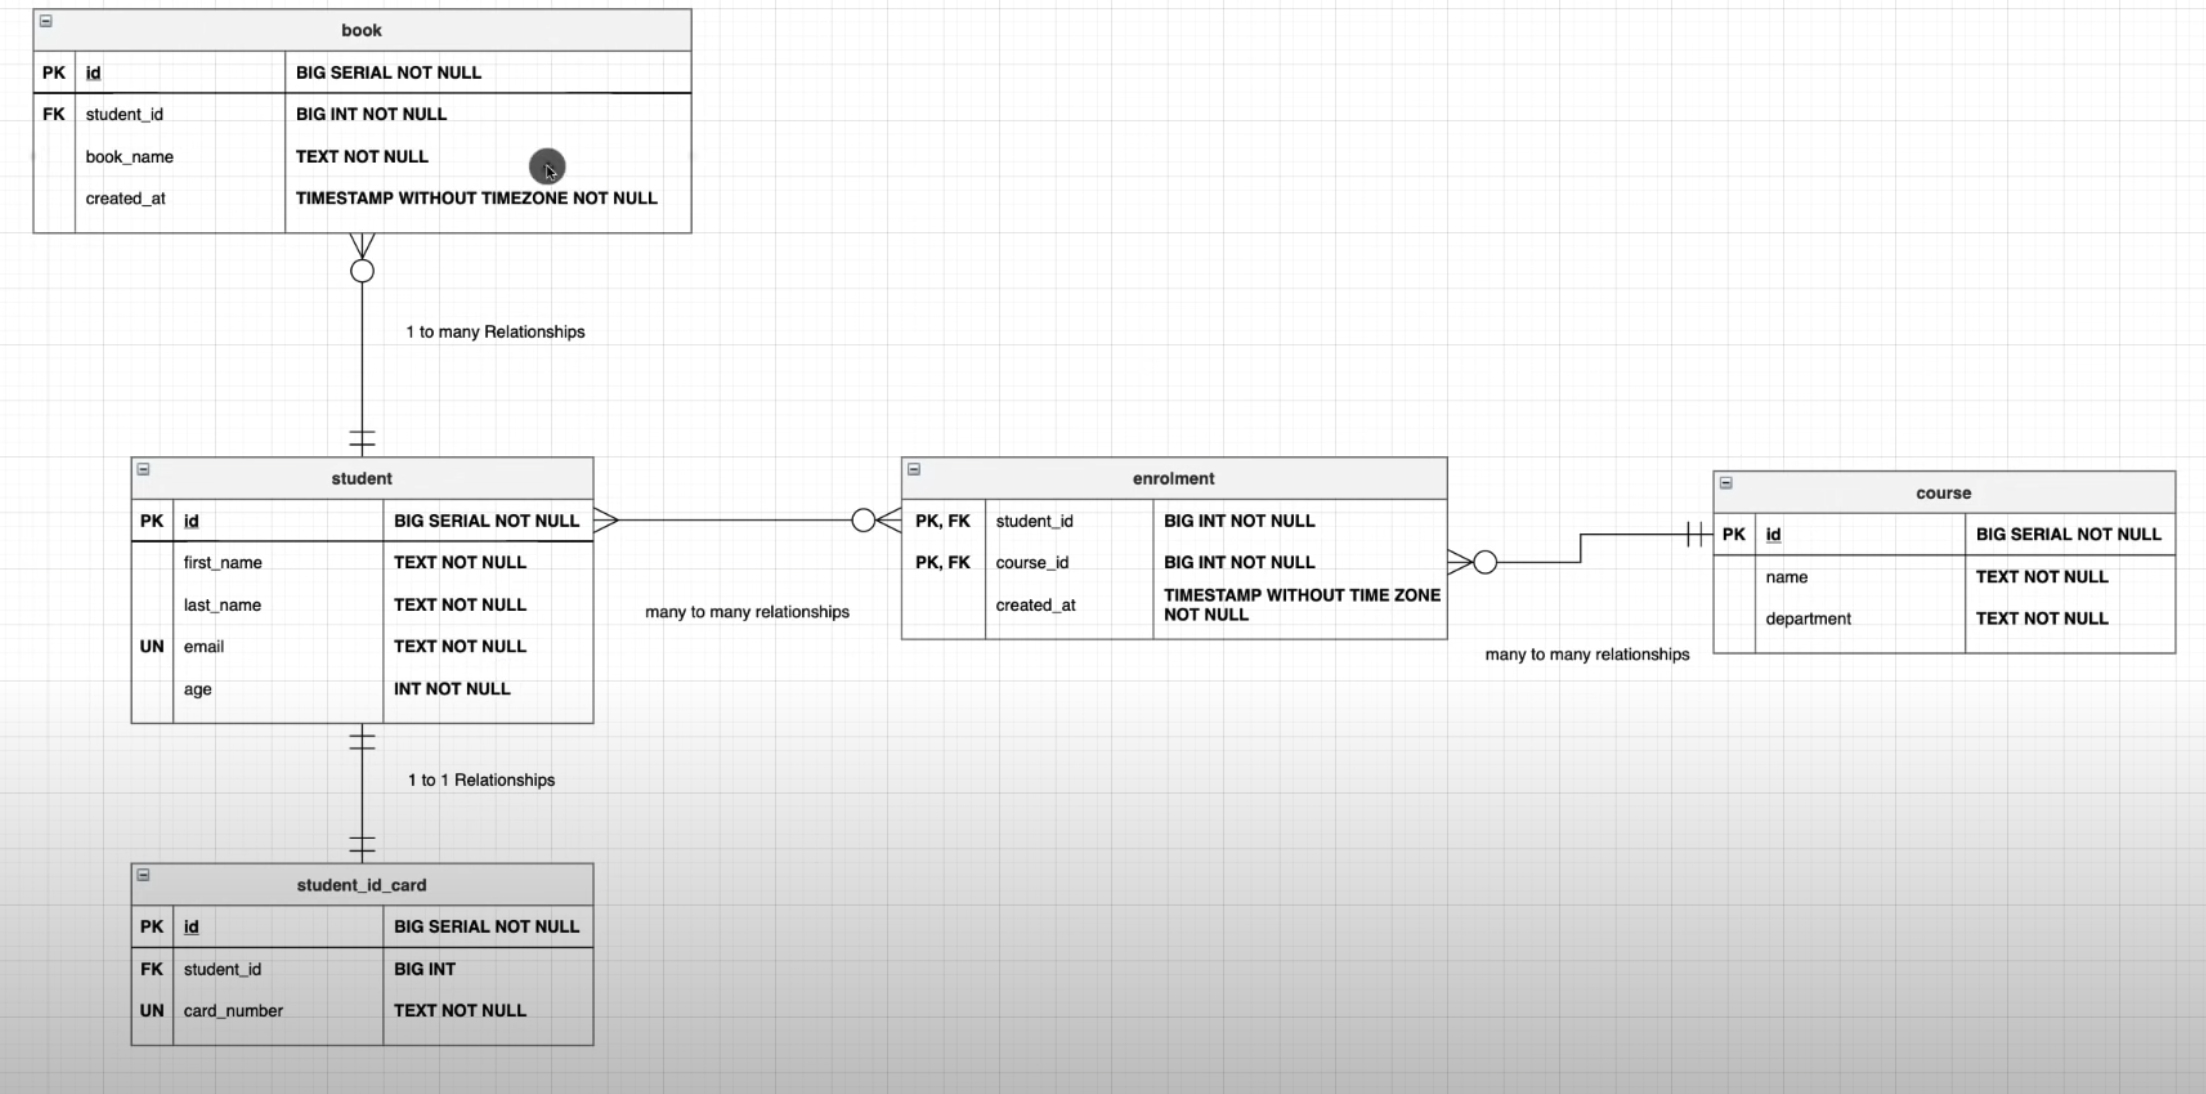 book
PK id BIG SERIAL NOT NULL
FK student_id BIG INT NOT NULL
book_name TEXT NOT NULL
created_at TIMESTAMP WITHOUT TIMEZONE NOT NULL
1 to many Relationships
student
PK id BIG SERIAL NOT NULL
first_name TEXT NOT NULL
last_name TEXT NOT NULL
UN email TEXT NOT NULL
age INT NOT NULL
many to many relationships
enrolment
PK, FK student_id BIG INT NOT NULL
PK, FK course_id BIG INT NOT NULL
created_at TIMESTAMP WITHOUT TIME ZONE
NOT NULL
many to many relationships
course
PK id BIG SERIAL NOT NULL
name TEXT NOT NULL
department TEXT NOT NULL
1 to 1 Relationships
student_id_card
PK id BIG SERIAL NOT NULL
FK student_id BIG INT
UN card_number TEXT NOT NULL